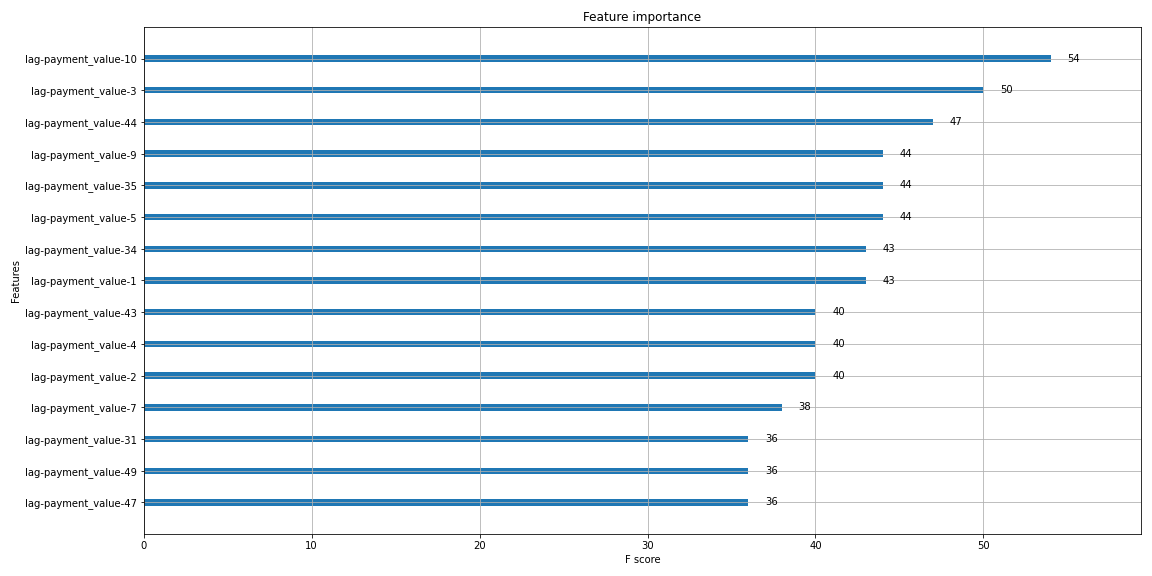 Feature importance
lag-payment_value-10 54
lag-payment_value-3 50
lag-payment_value-44 47
lag-payment_value-9 44
lag-payment_value-35 44
lag-payment_value-5 44
lag-payment_value-34 43
lag-payment_value-1 43
lag-payment_value-43 40
lag-payment_value-4 40
lag-payment_value-2 40
lag-payment_value-7 38
lag-payment_value-31 36
lag-payment_value-49 36
lag-payment_value-47 36
Features
0 10 20 30 40 50
F score